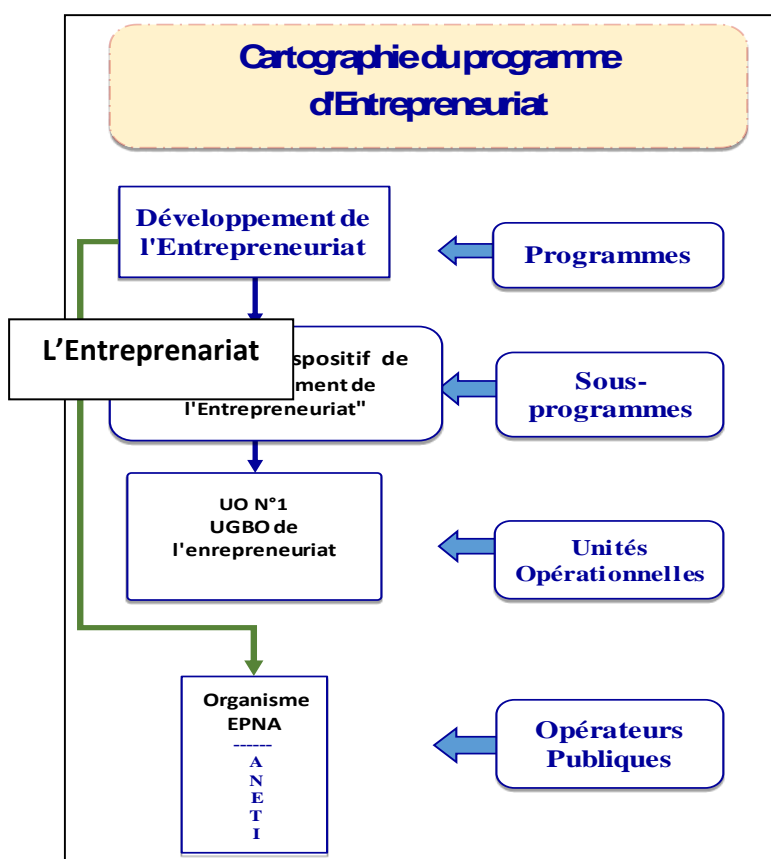 Cartographie du programme
d'Entrepreneuriat
Développement de
l'Entrepreneuriat
Programmes
L'Entreprenariat
spositif de
ment de
l'Entrepreneuriat"
Sous-
programmes
UO N°1
UGBO de
l'enrepreneuriat
Unités
Opérationnelles
Organisme
EPNA
------
A
N
E
T
I
Opérateurs
Publiques